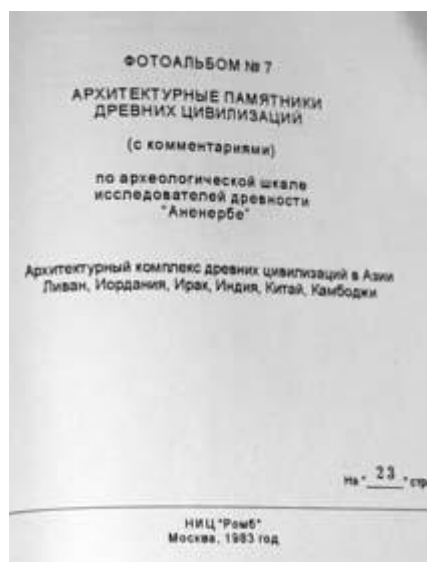 ФОТОАЛЬБОМ № 7
АРХИТЕКТУРНЫЕ ПАМЯТНИКИ
ДРЕВНИХ ЦИВИЛИЗАЦИЙ
(с комментариями)
по археологической шкале
исследователей древности
"Аненербе"
Архитектурный комплекс древних цивилизаций в Азии
Ливан, Иордания, Ирак, Индия, Китай, Камбоджи
На " 23 " стр
НИЦ "Ромб"
Москва, 1983 год